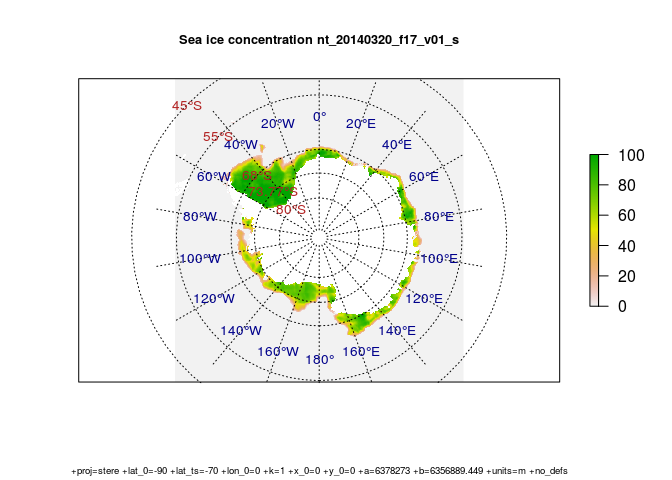 Sea ice concentration nt_20140320_f17_v01_s
45°S
0°
20°W
20°E
55°S
40°W
40°E
60°W
68°S
60°E
80°S
80°W
80°E
100°W
100°E
120°W
120°E
140°W
140°E
160°W
160°E
180°
100
80
60
40
20
0
+proj=stere +lat_0=-90 +lat_ts=-70 +lon_0=0 +k=1 +x_0=0 +y_0=0 +a=6378273 +b=6356889.449 +units=m +no_defs